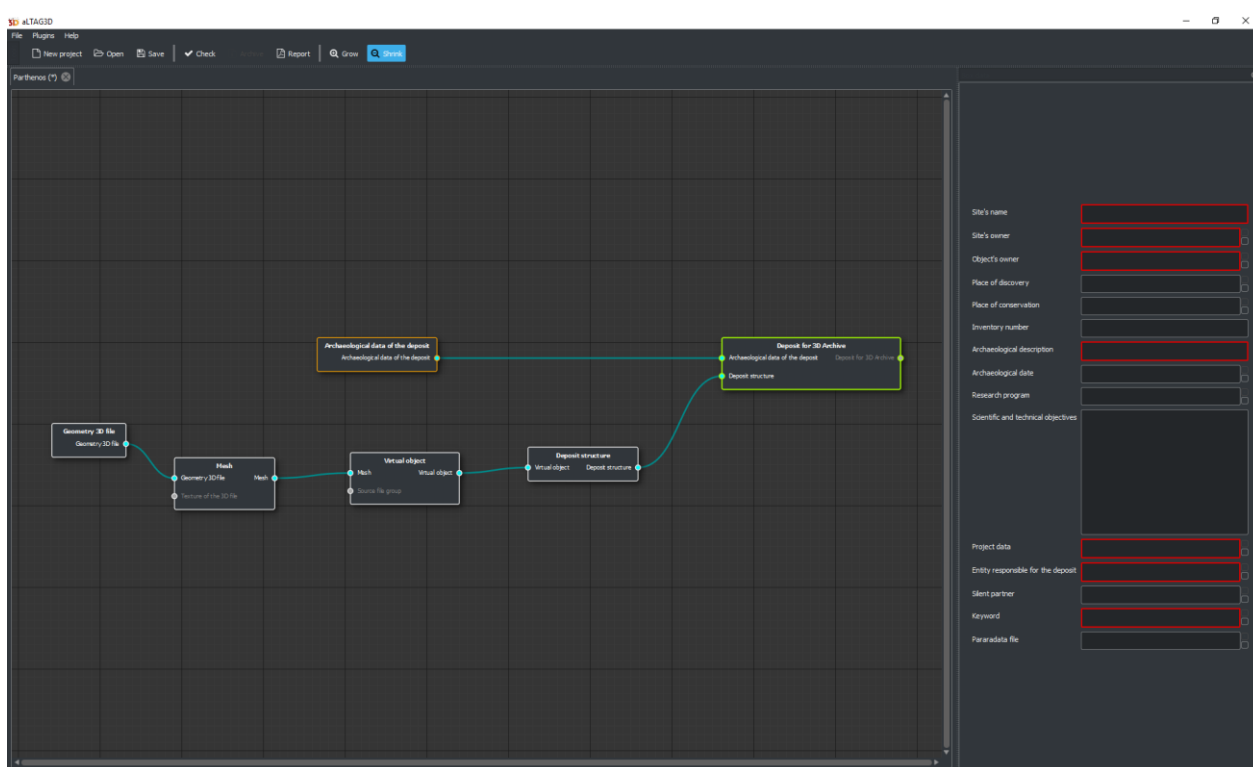 aLTAG3D
File Plugins Help
New project Open Save Check Report Grow Shrink
Parthenos (*)
Archaeological data of the deposit
Archaeological data of the deposit
Deposit for 3D Archive
Archaeological data of the deposit Deposit for 3D Archive
Deposit structure
Geometry 3D file
Geometry 3D file
Mesh
Geometry 3D file Mesh
Texture of the 3D file
Virtual object
Mesh Virtual object
Source file group
Deposit structure
Virtual object Deposit structure
Site's name
Site's owner
Object's owner
Place of discovery
Place of conservation
Inventory number
Archaeological description
Archaeological date
Research program
Scientific and technical objectives
Project data
Entity responsible for the deposit
Silent partner
Keyword
Pararadata file